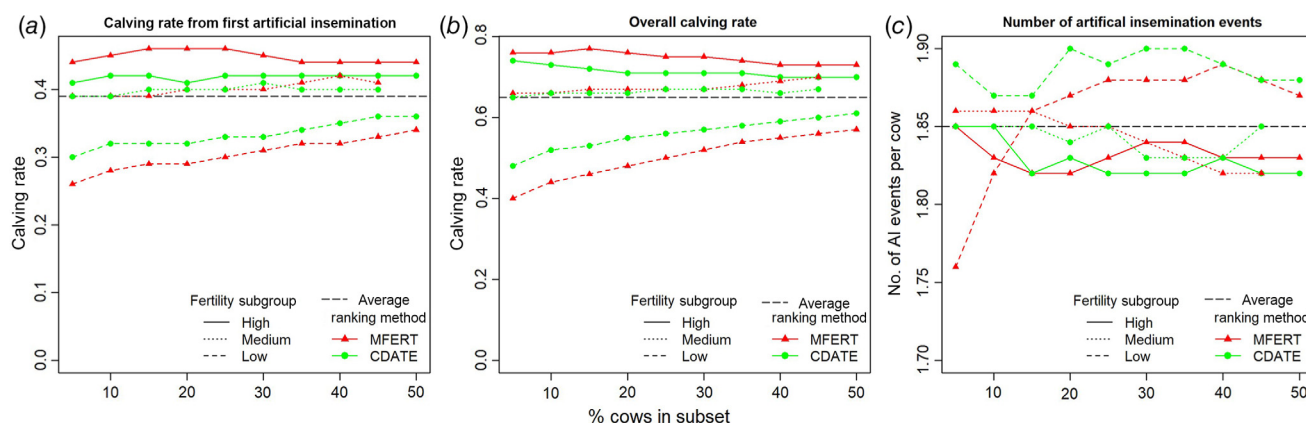 (a) Calving rate from first artificial insemination
Calving rate
0.4
0.3
0.2
0.1
0.0
Fertility subgroup
High
Medium
Low
Average
ranking method
MFERT
CDATE
10 20 30 40 50
(b) Overall calving rate
Calving rate
0.8
0.6
0.4
0.2
0.0
Fertility subgroup
High
Medium
Low
Average
ranking method
MFERT
CDATE
10 20 30 40 50
% cows in subset
(c) Number of artifical insemination events
No. of AI events per cow
1.90
1.85
1.80
1.75
1.70
Fertility subgroup
High
Medium
Low
Average
ranking method
MFERT
CDATE
10 20 30 40 50